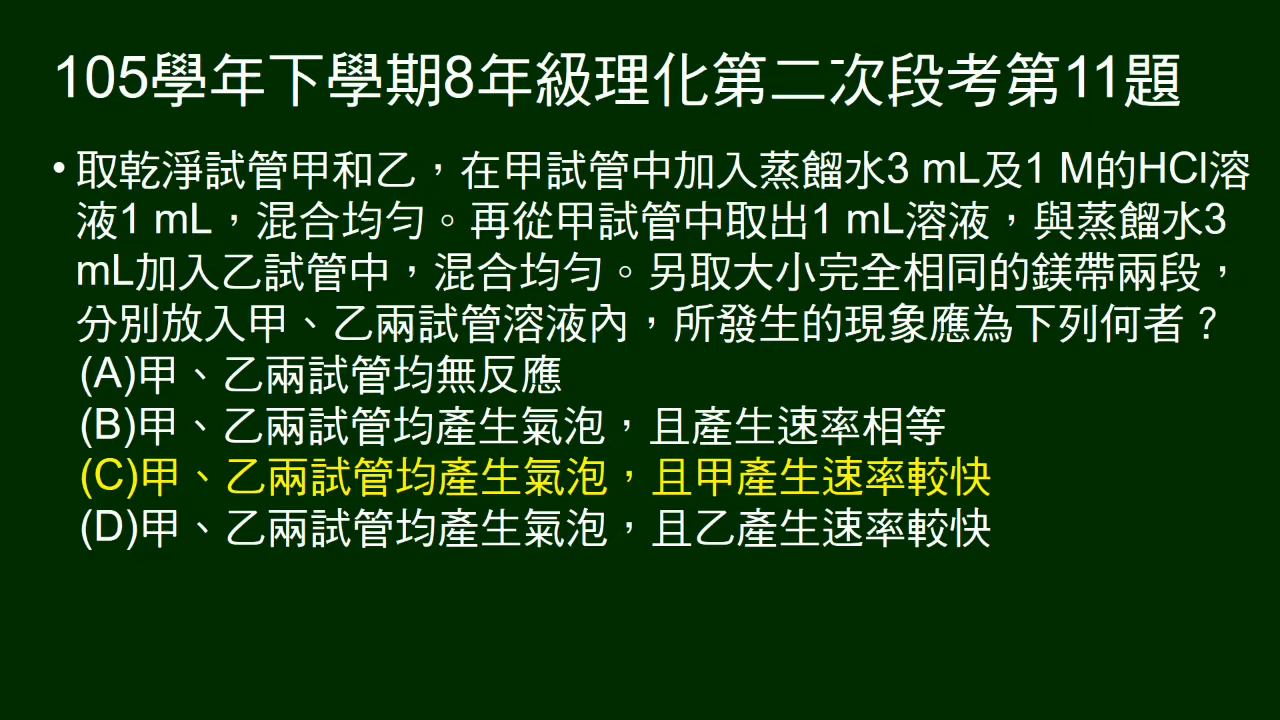 105學年下學期8年級理化第二次段考第11題
• 取乾淨試管甲和乙，在甲試管中加入蒸餾水3 mL及1 M的HCl溶
液1 mL，混合均勻。再從甲試管中取出1 mL溶液，與蒸餾水3
mL加入乙試管中，混合均勻。另取大小完全相同的鎂帶兩段，
分別放入甲、乙兩試管溶液內，所發生的現象應為下列何者？
(A)甲、乙兩試管均無反應
(B)甲、乙兩試管均產生氣泡，且產生速率相等
(C)甲、乙兩試管均產生氣泡，且甲產生速率較快
(D)甲、乙兩試管均產生氣泡，且乙產生速率較快